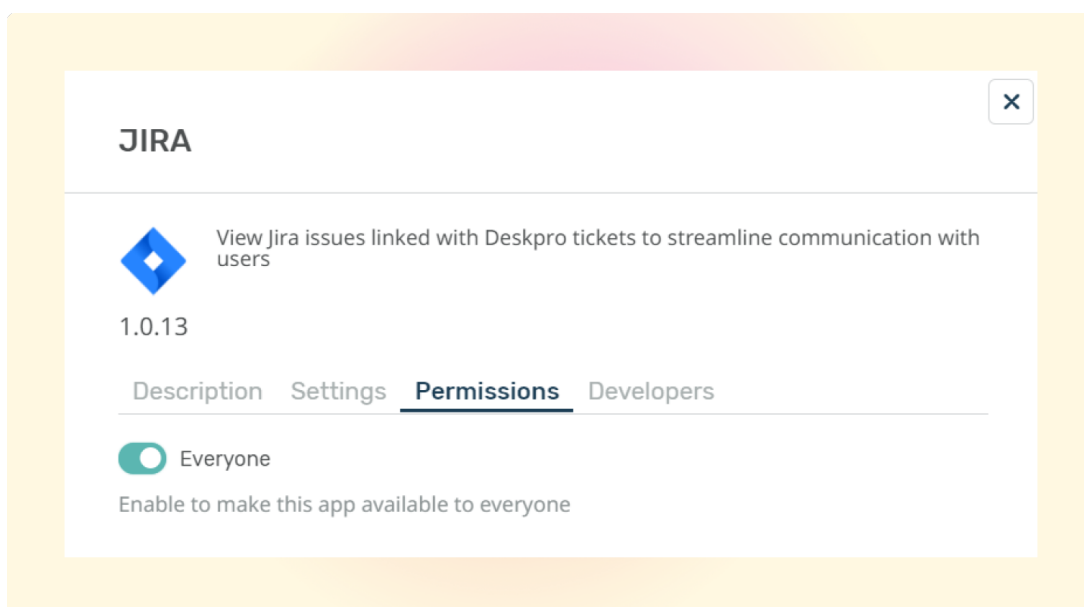 JIRA
View Jira issues linked with Deskpro tickets to streamline communication with
users
1.0.13
Description Settings Permissions Developers
Everyone
Enable to make this app available to everyone